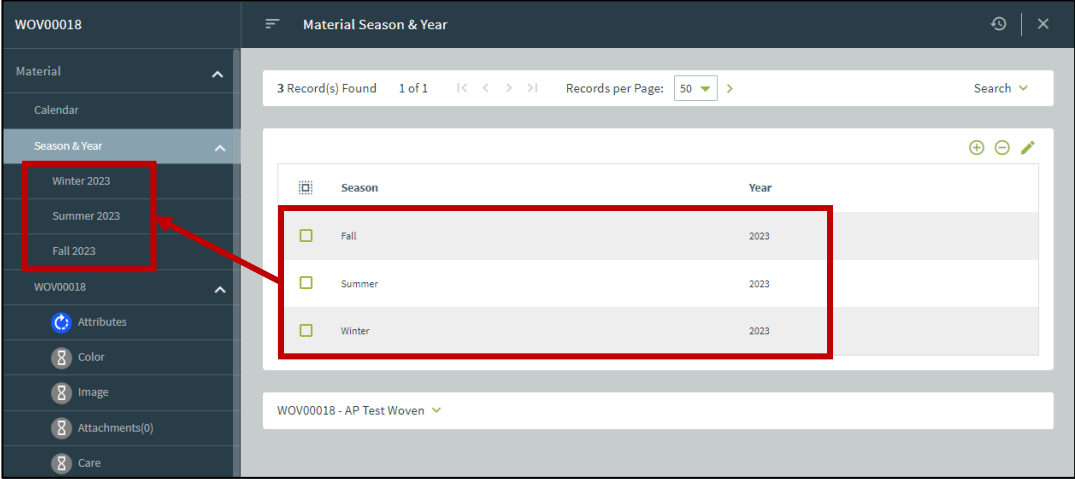 WOV00018
Material Season & Year
Material
Calendar
Season & Year
Winter 2023
Summer 2023
Fall 2023
WOV00018
Attributes
Color
Image
Attachments(0)
Care
3 Record(s) Found 1 of 1 Records per Page: 50 Search
Season Year
Fall 2023
Summer 2023
Winter 2023
WOV00018 - AP Test Woven